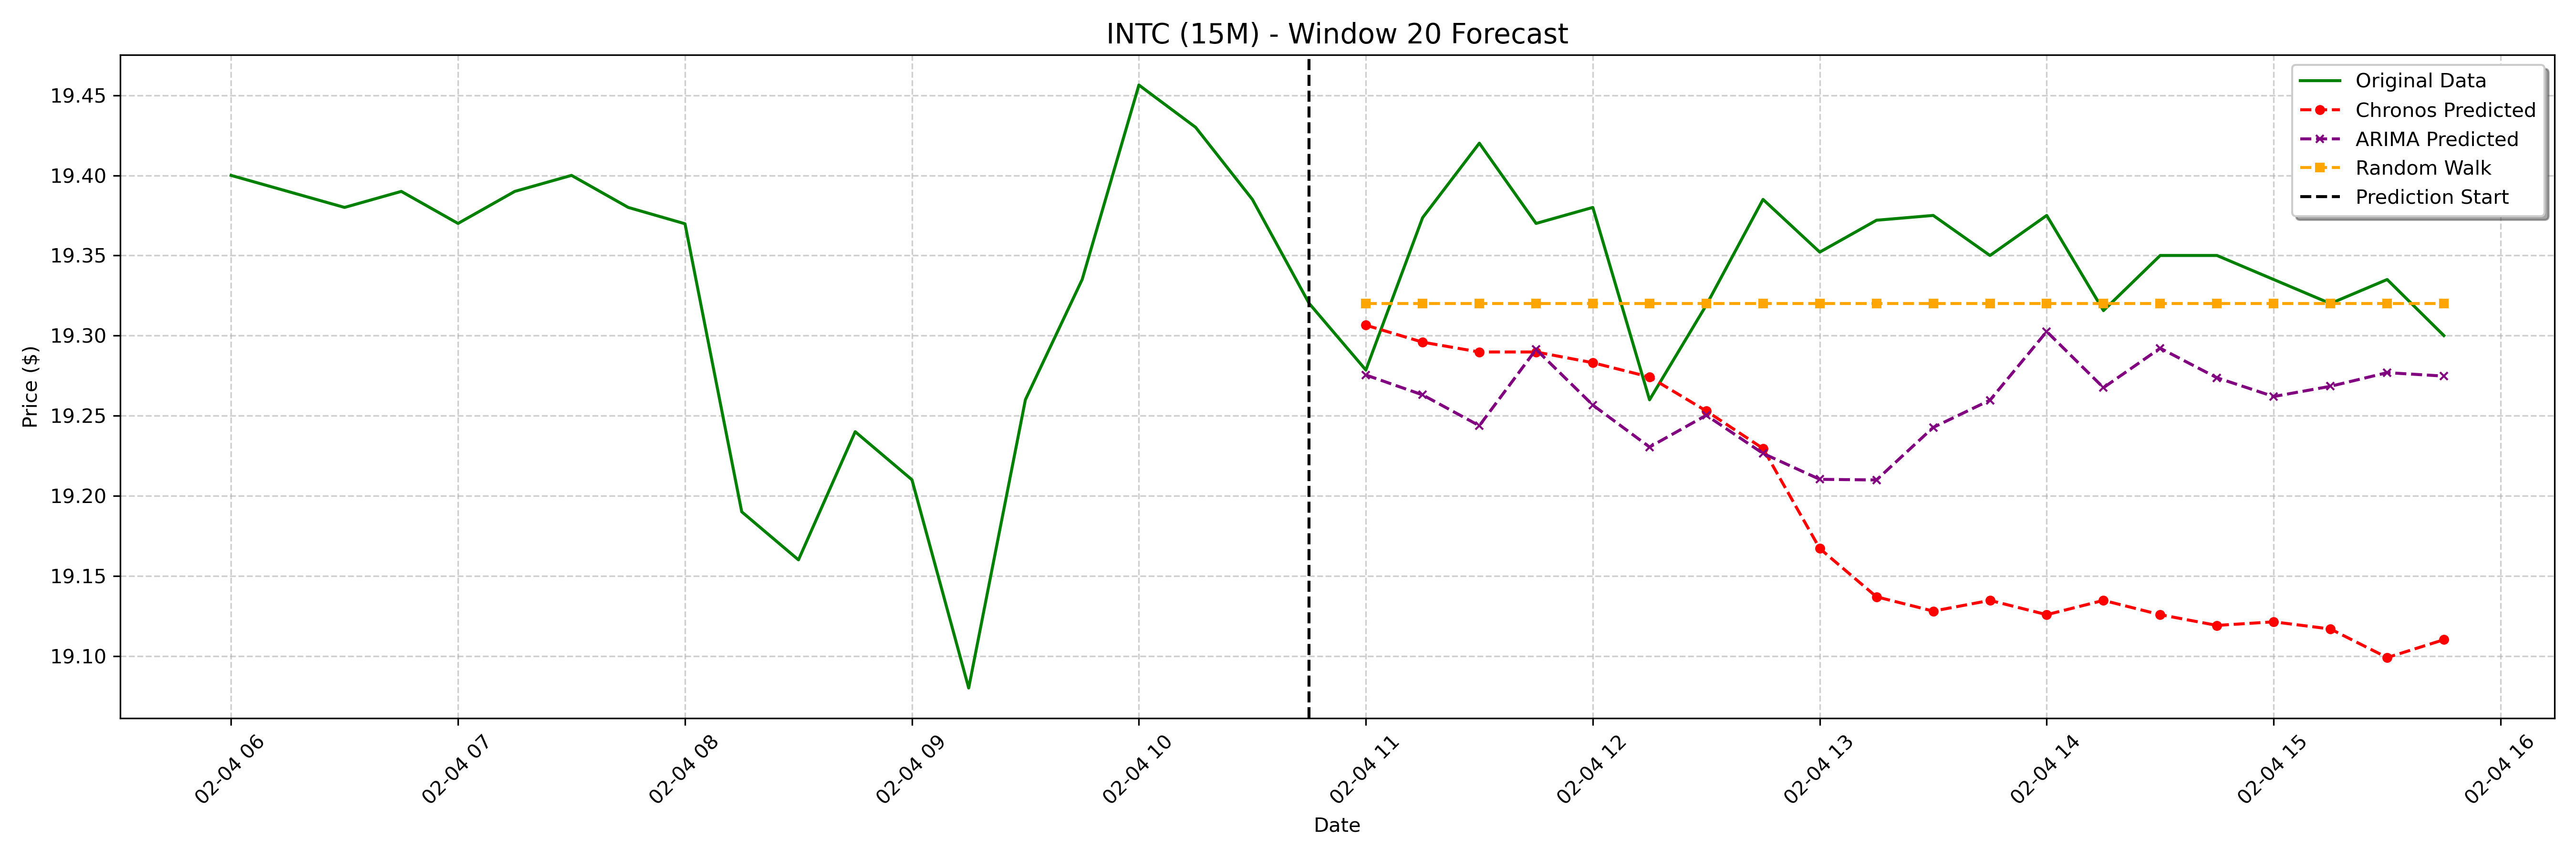 INTC (15M) - Window 20 Forecast
Original Data
Chronos Predicted
ARIMA Predicted
Random Walk
Prediction Start
Price ($)
19.45
19.40
19.35
19.30
19.25
19.20
19.15
19.10
02-04 06
02-04 07
02-04 08
02-04 09
02-04 10
02-04 11
02-04 12
02-04 13
02-04 14
02-04 15
02-04 16
Date